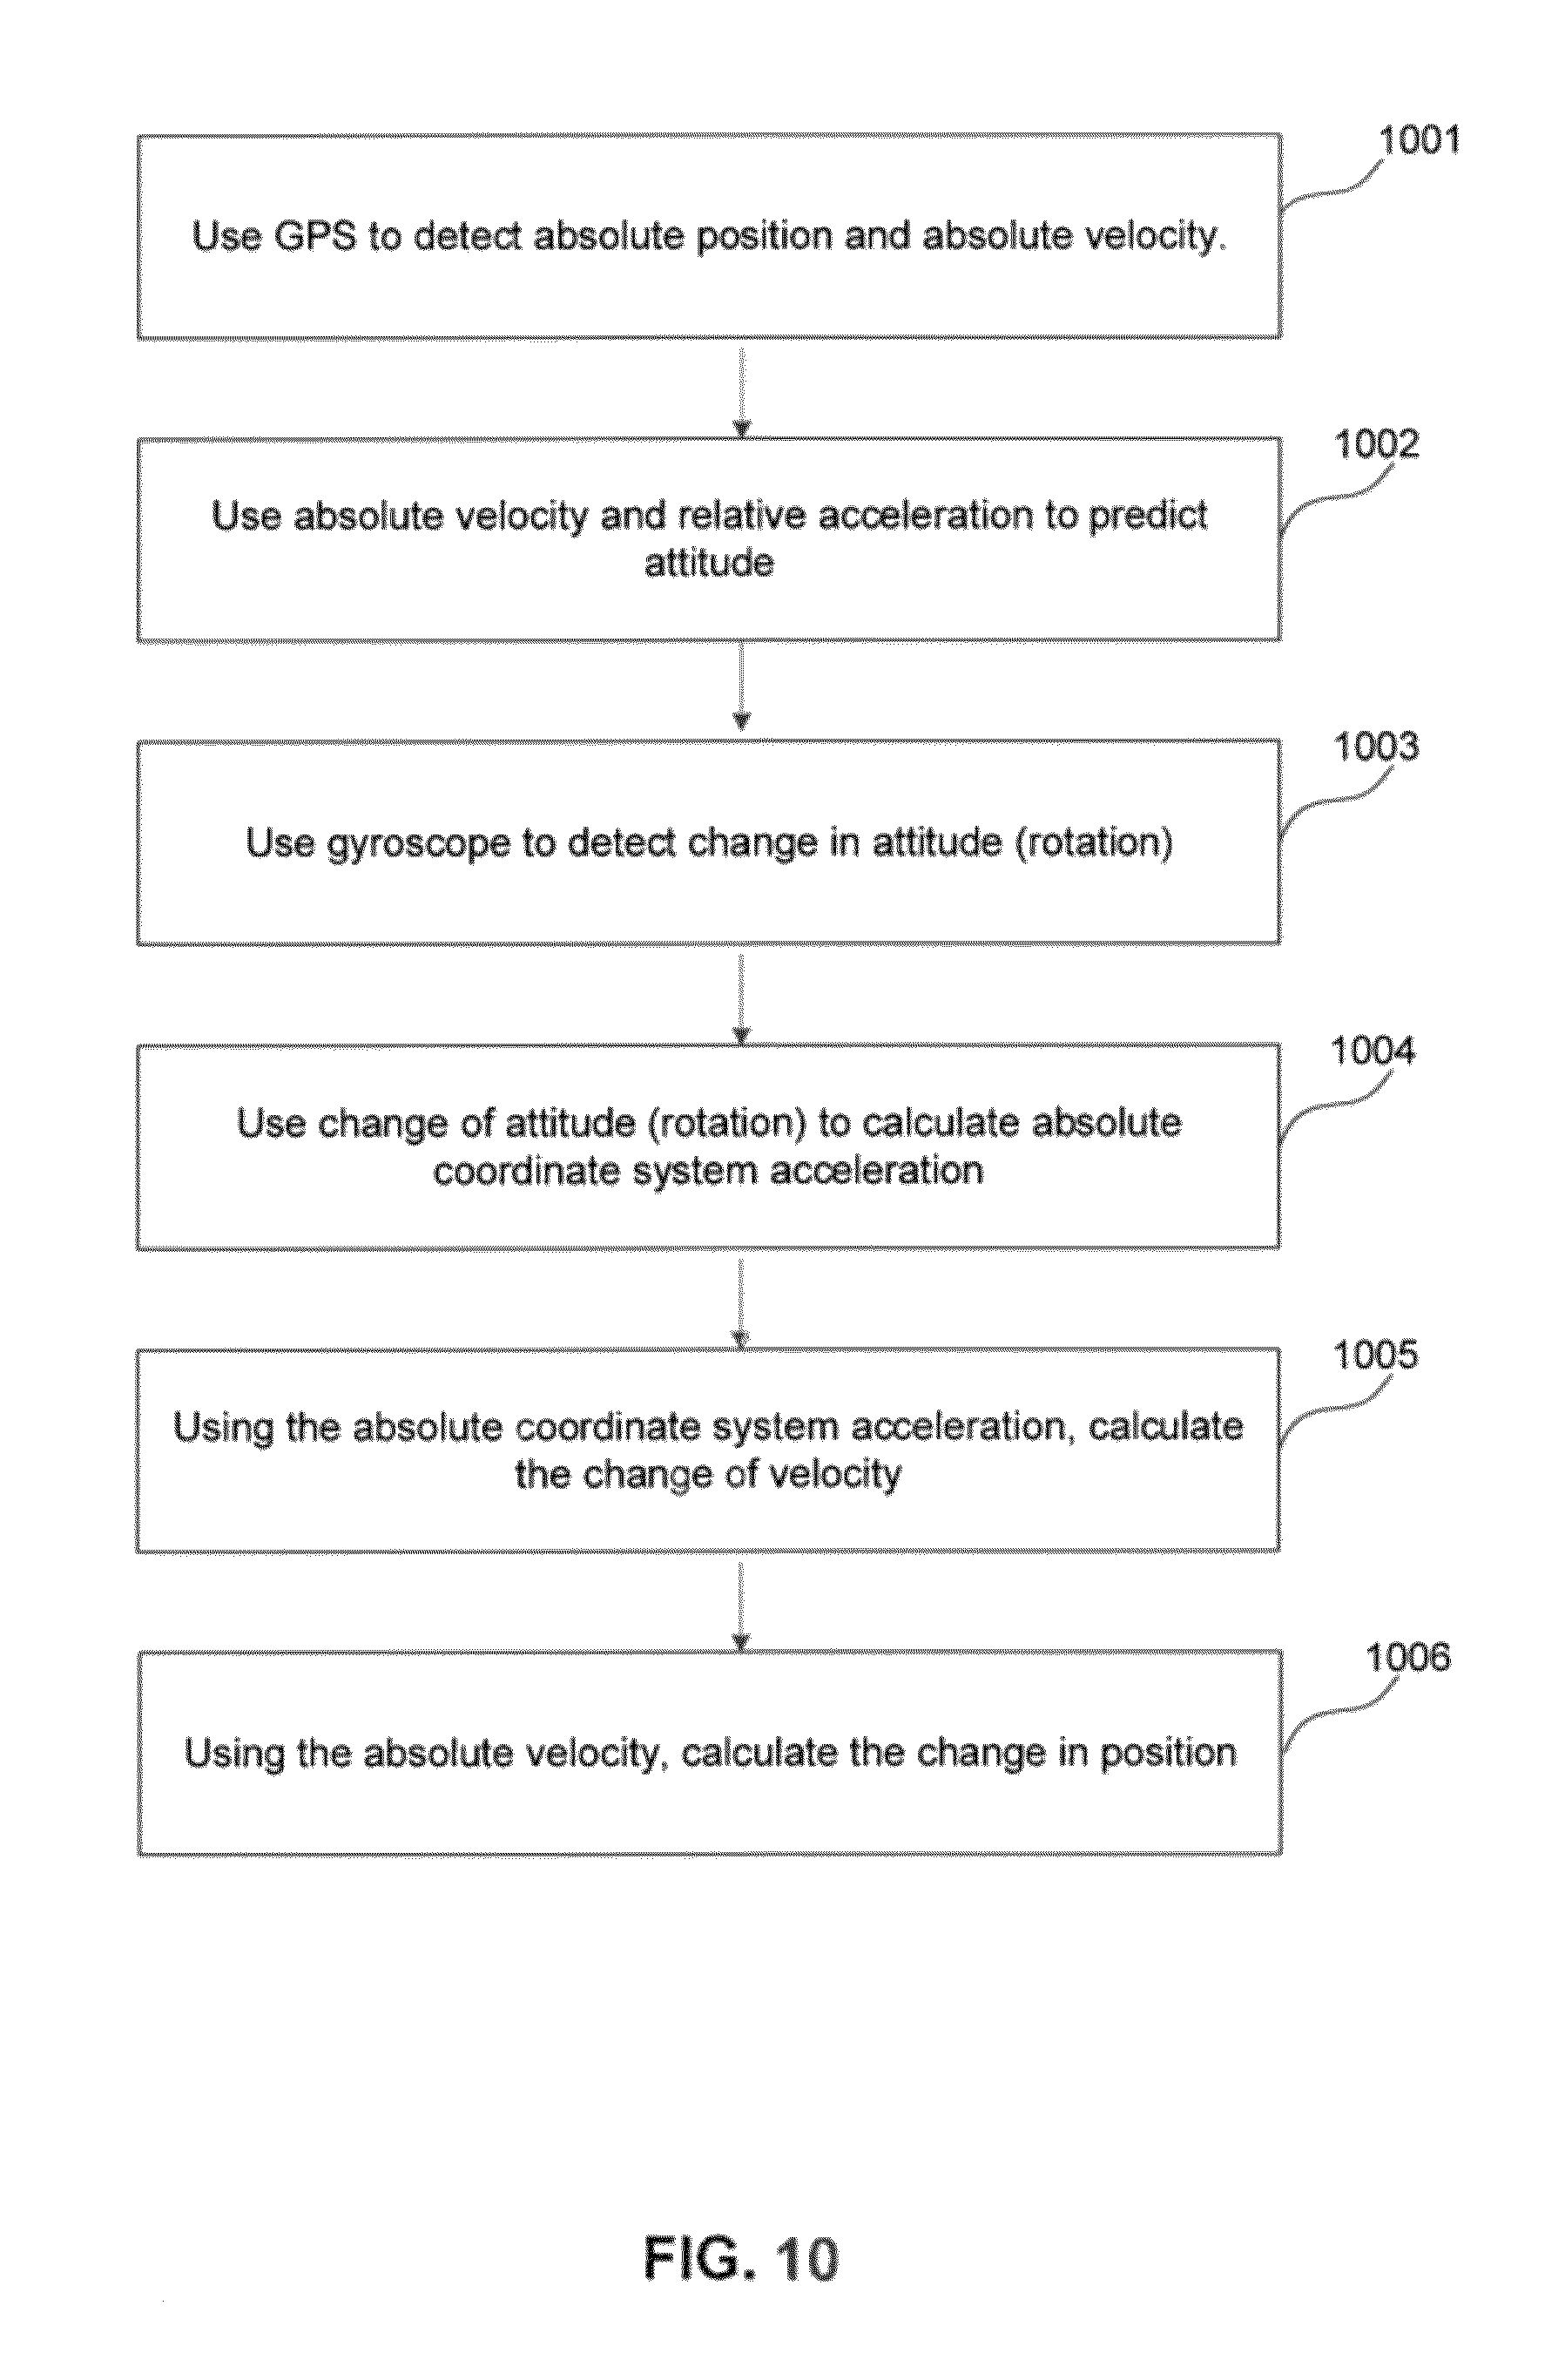 1001
Use GPS to detect absolute position and absolute velocity.
1002
Use absolute velocity and relative acceleration to predict
attitude
1003
Use gyroscope to detect change in attitude (rotation)
1004
Use change of attitude (rotation) to calculate absolute
coordinate system acceleration
1005
Using the absolute coordinate system acceleration, calculate
the change of velocity
1006
Using the absolute velocity, calculate the change in position
FIG. 10